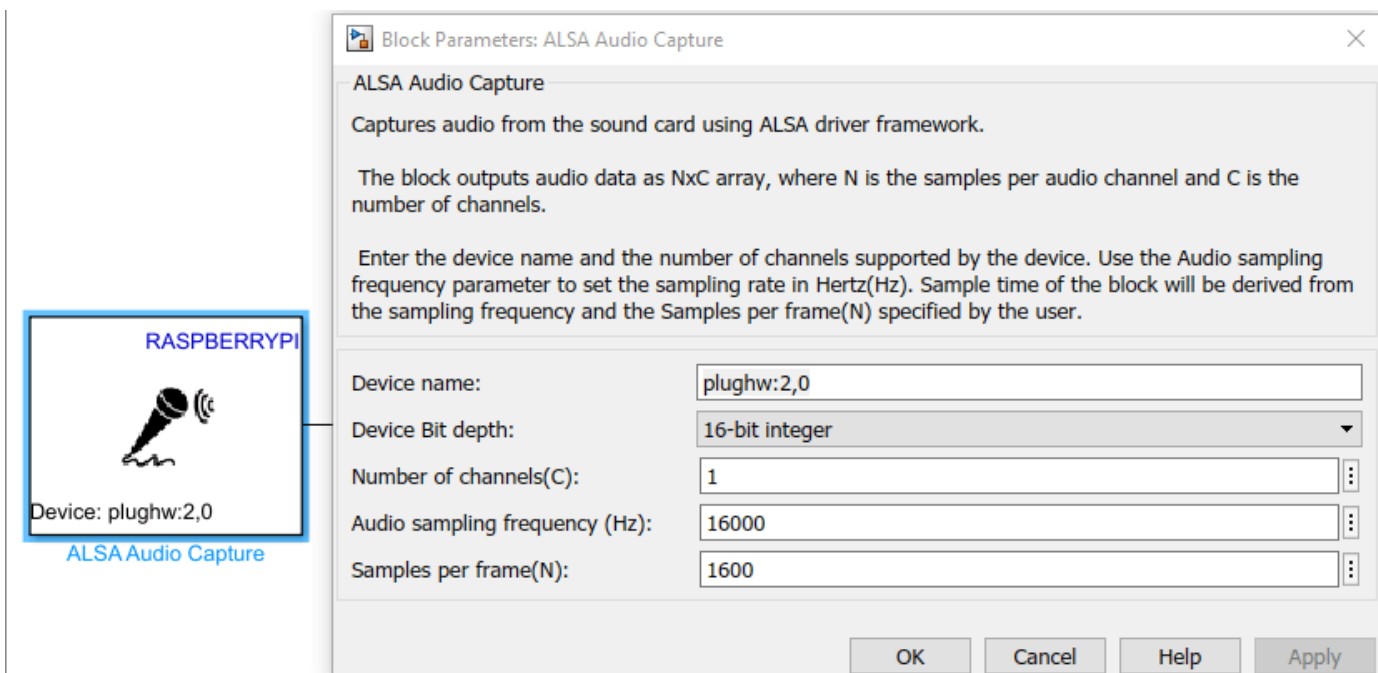 Block Parameters: ALSA Audio Capture
ALSA Audio Capture
Captures audio from the sound card using ALSA driver framework.
The block outputs audio data as NxC array, where N is the samples per audio channel and C is the
number of channels.
Enter the device name and the number of channels supported by the device. Use the Audio sampling
frequency parameter to set the sampling rate in Hertz(Hz). Sample time of the block will be derived from
the sampling frequency and the Samples per frame(N) specified by the user.
RASPBERRYPI
Device: plughw:2,0
ALSA Audio Capture
Device name: plughw:2,0
Device Bit depth: 16-bit integer
Number of channels(C): 1
Audio sampling frequency (Hz): 16000
Samples per frame(N): 1600
OK Cancel Help Apply